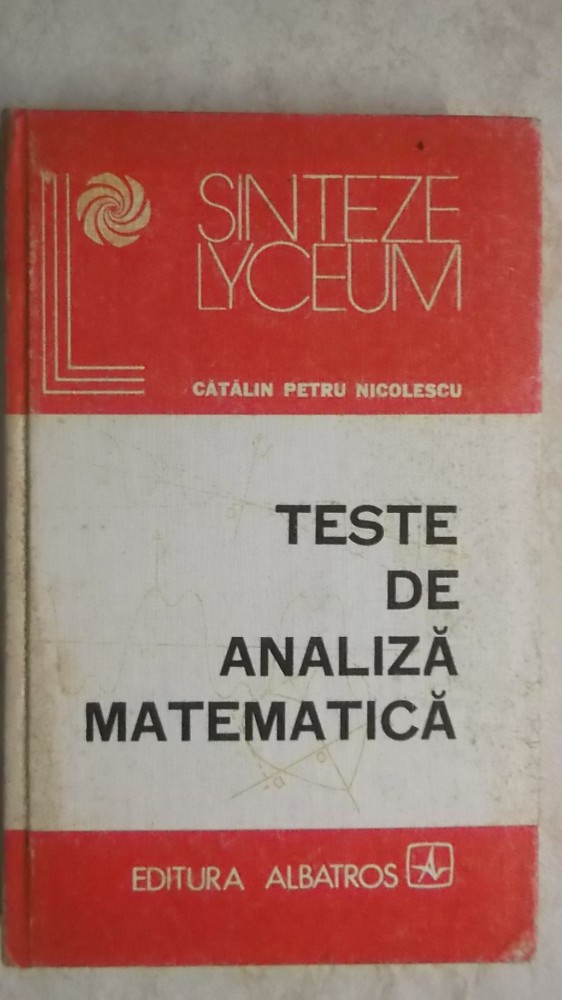 SINTEZE
LYCEUM
CĂTĂLIN PETRU NICOLESCU
TESTE
DE
ANALIZĂ
MATEMATICĂ
EDITURA ALBATROS